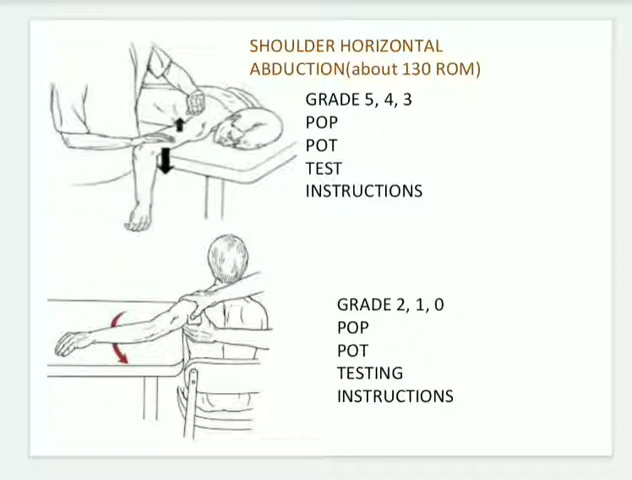 SHOULDER HORIZONTAL
ABDUCTION(about 130 ROM)
GRADE 5, 4, 3
POP
POT
TEST
INSTRUCTIONS
GRADE 2, 1, 0
POP
POT
TESTING
INSTRUCTIONS